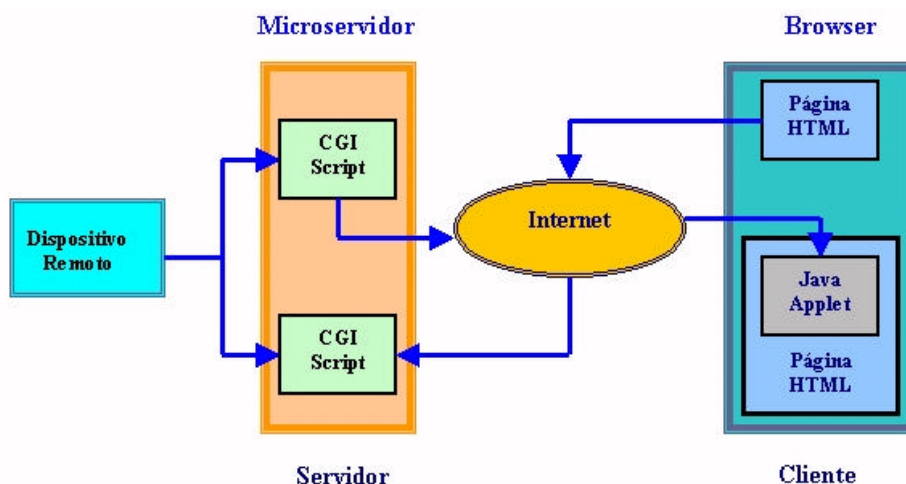 Microservidor
Browser
Página
HTML
CGI
Script
Internet
Dispositivo
Remoto
Java
Applet
CGI
Script
Página
HTML
Servidor
Cliente